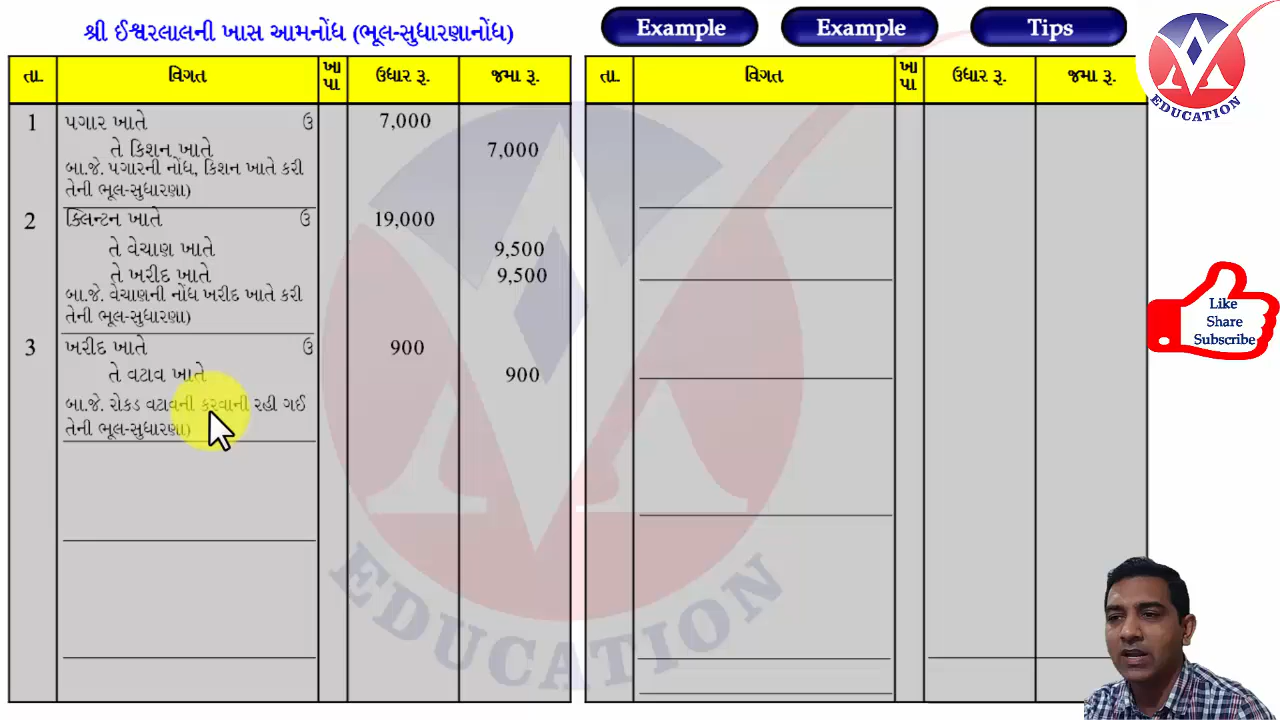 શ્રી ઈશ્વરલાલની ખાસ આમનોંધ (ભૂલ-સુધારણાનોંધ)
Example
Example
Tips
EDUCATION
તા.
વિગત
ખા
પા
ઉધાર રૂ.
જમા રૂ.
તા.
વિગત
ખા
પા
ઉધાર રૂ.
જમા રૂ.
1 પગાર ખાતે ઉ 7,000
તે કિશન ખાતે 7,000
બા.જે. પગારની નોંધ, કિશન ખાતે કરી
તેની ભૂલ-સુધારણા)
2 ક્લિન્ટન ખાતે ઉ 19,000
તે વેચાણ ખાતે 9,500
તે ખરીદ ખાતે 9,500
બા.જે. વેચાણની નોંધ ખરીદ ખાતે કરી
તેની ભૂલ-સુધારણા)
3 ખરીદ ખાતે ઉ 900
તે વટાવ ખાતે 900
બા.જે. રોકડ વટાવની કરવાની રહી ગઈ
તેની ભૂલ-સુધારણા)
Like
Share
Subscribe
EDUCATION